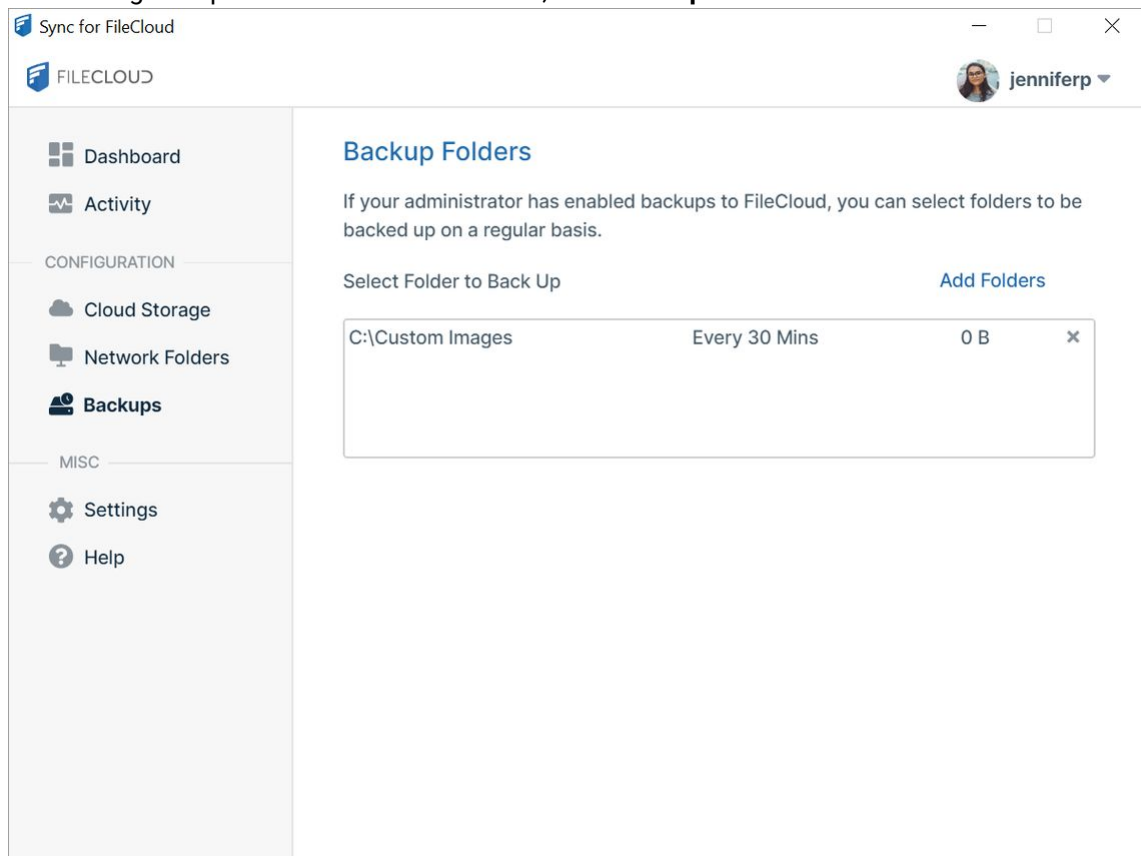 Sync for FileCloud
FILECLOUD
jenniferp
Dashboard
Activity
CONFIGURATION
Cloud Storage
Network Folders
Backups
MISC
Settings
Help
Backup Folders
If your administrator has enabled backups to FileCloud, you can select folders to be
backed up on a regular basis.
Select Folder to Back Up
Add Folders
C:\Custom Images Every 30 Mins 0 B